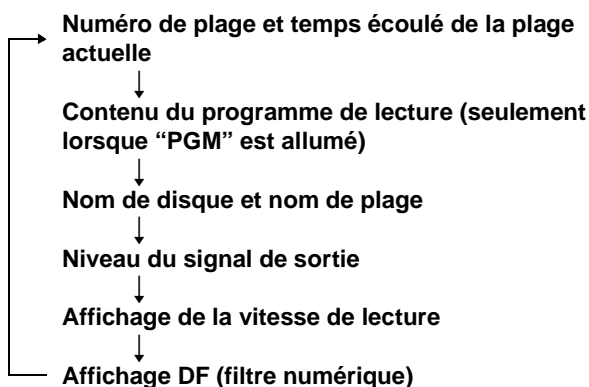 Numéro de plage et temps écoulé de la plage
actuelle
Contenu du programme de lecture (seulement
lorsque “PGM” est allumé)
Nom de disque et nom de plage
Niveau du signal de sortie
Affichage de la vitesse de lecture
Affichage DF (filtre numérique)